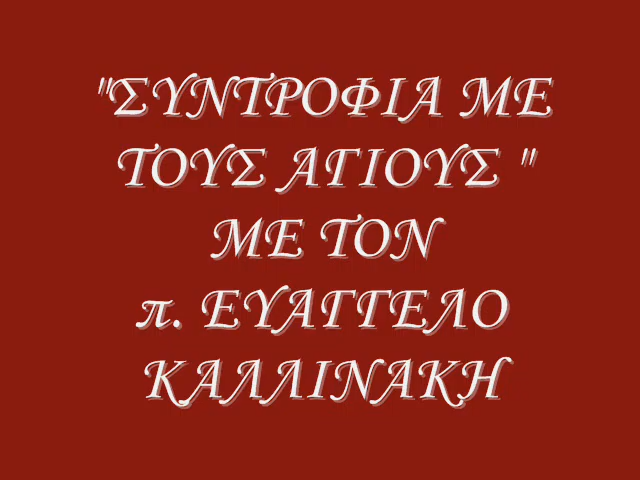 "ΣΥΝΤΡΟΦΙΑ ΜΕ
ΤΟΥΣ ΑΓΙΟΥΣ "
ΜΕ ΤΟΝ
π. ΕΥΑΓΓΕΛΟ
ΚΑΛΛΙΝΑΚΗ